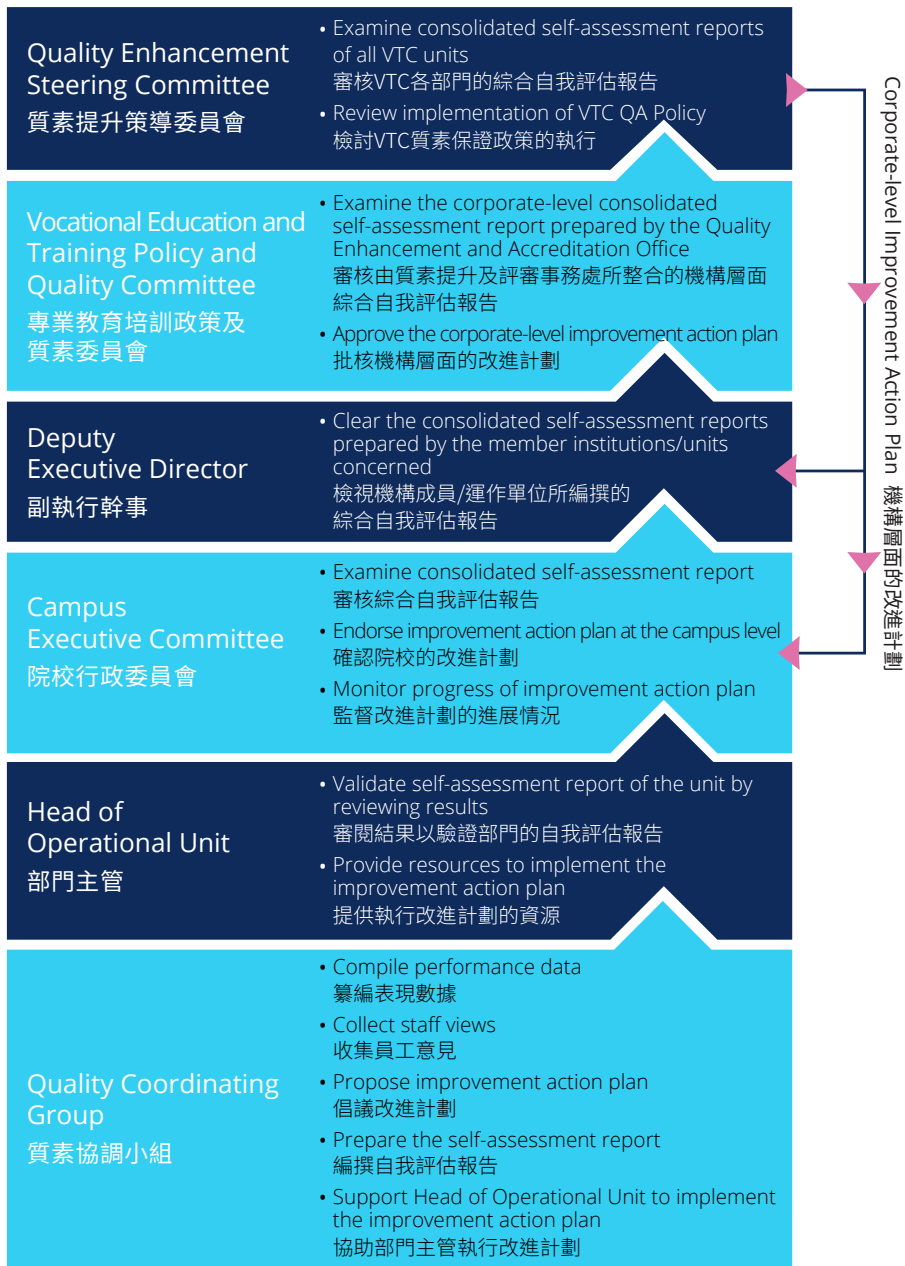 Quality Enhancement
Steering Committee
質素提升策導委員會
• Examine consolidated self-assessment reports
of all VTC units
審核VTC各部門的綜合自我評估報告
• Review implementation of VTC QA Policy
檢討VTC質素保證政策的執行
Vocational Education and
Training Policy and
Quality Committee
專業教育培訓政策及
質素委員會
• Examine the corporate-level consolidated
self-assessment report prepared by the Quality
Enhancement and Accreditation Office
審核由質素提升及評審事務處所整合的機構層面
綜合自我評估報告
• Approve the corporate-level improvement action plan
批核機構層面的改進計劃
Deputy
Executive Director
副執行幹事
• Clear the consolidated self-assessment reports
prepared by the member institutions/units
concerned
檢視機構成員/運作單位所編撰的
綜合自我評估報告
Campus
Executive Committee
院校行政委員會
• Examine consolidated self-assessment report
審核綜合自我評估報告
• Endorse improvement action plan at the campus level
確認院校的改進計劃
• Monitor progress of improvement action plan
監督改進計劃的進展情況
Head of
Operational Unit
部門主管
• Validate self-assessment report of the unit by
reviewing results
審閱結果以驗證部門的自我評估報告
• Provide resources to implement the
improvement action plan
提供執行改進計劃的資源
Quality Coordinating
Group
質素協調小組
• Compile performance data
纂編表現數據
• Collect staff views
收集員工意見
• Propose improvement action plan
倡議改進計劃
• Prepare the self-assessment report
編撰自我評估報告
• Support Head of Operational Unit to implement
the improvement action plan
協助部門主管執行改進計劃
Corporate-level Improvement Action Plan 機構層面的改進計劃